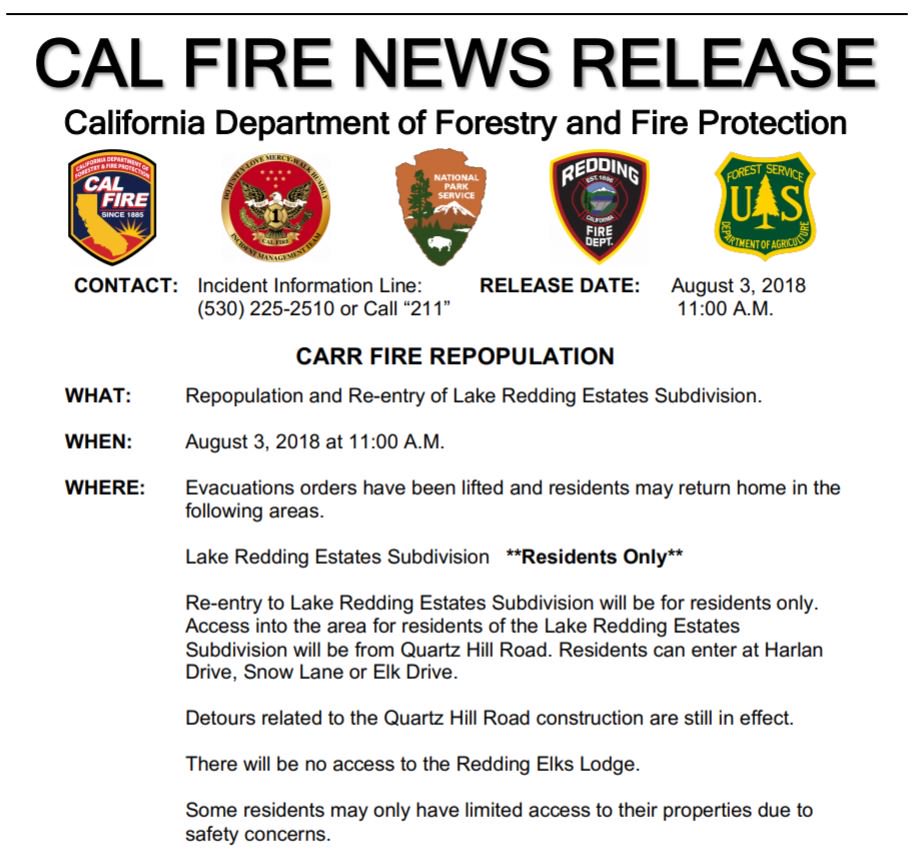 CAL FIRE NEWS RELEASE
California Department of Forestry and Fire Protection
CALIFORNIA DEPARTMENT OF
FORESTRY & FIRE PROTECTION
CAL
FIRE
SINCE 1885
DO JUSTLY-LOVE MERCY-WALK HUMBLY
1
CAL FIRE
INCIDENT MANAGEMENT TEAM
NATIONAL
PARK
SERVICE
REDDING
EST. 1886
CALIFORNIA
FIRE
DEPT.
FOREST SERVICE
U S
DEPARTMENT OF AGRICULTURE
CONTACT: Incident Information Line: RELEASE DATE: August 3, 2018
(530) 225-2510 or Call “211” 11:00 A.M.
CARR FIRE REPOPULATION
WHAT: Repopulation and Re-entry of Lake Redding Estates Subdivision.
WHEN: August 3, 2018 at 11:00 A.M.
WHERE: Evacuations orders have been lifted and residents may return home in the
following areas.
Lake Redding Estates Subdivision **Residents Only**
Re-entry to Lake Redding Estates Subdivision will be for residents only.
Access into the area for residents of the Lake Redding Estates
Subdivision will be from Quartz Hill Road. Residents can enter at Harlan
Drive, Snow Lane or Elk Drive.
Detours related to the Quartz Hill Road construction are still in effect.
There will be no access to the Redding Elks Lodge.
Some residents may only have limited access to their properties due to
safety concerns.